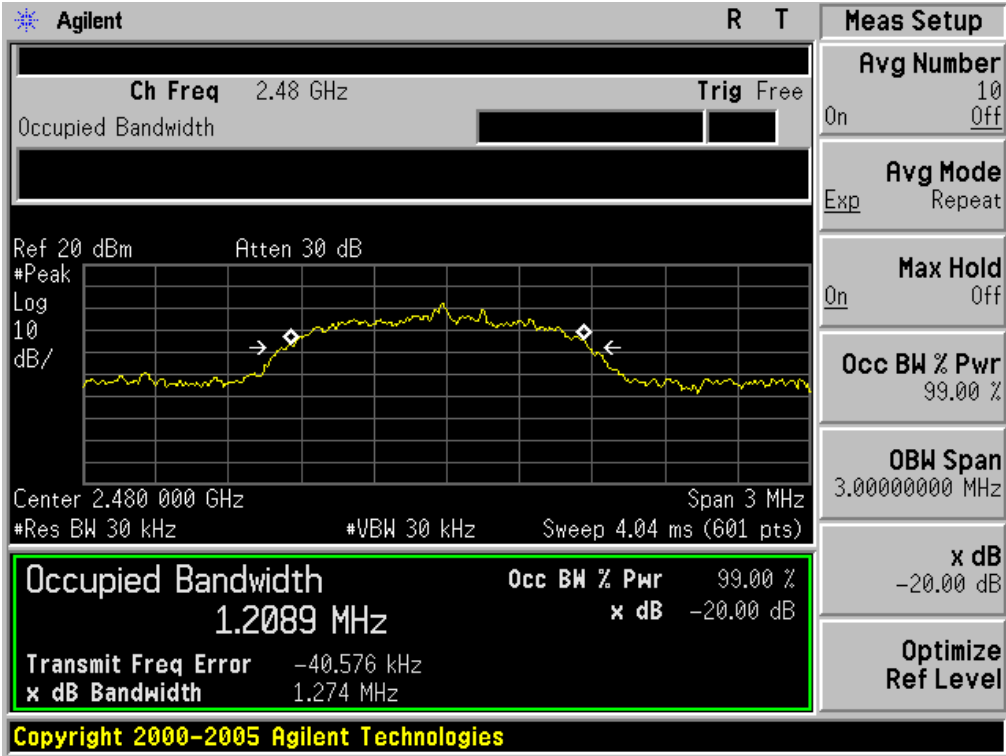 Agilent R T
Ch Freq 2.48 GHz Trig Free
Occupied Bandwidth
Ref 20 dBm Atten 30 dB
#Peak
Log
10
dB/
Center 2.480 000 GHz Span 3 MHz
#Res BW 30 kHz #VBW 30 kHz Sweep 4.04 ms (601 pts)
Occupied Bandwidth
1.2089 MHz
Occ BW % Pwr 99.00 %
x dB -20.00 dB
Transmit Freq Error -40.576 kHz
x dB Bandwidth 1.274 MHz
Copyright 2000-2005 Agilent Technologies
Meas Setup
Avg Number
10
On Off
Avg Mode
Exp Repeat
Max Hold
On Off
Occ BW % Pwr
99.00 %
OBW Span
3.00000000 MHz
x dB
-20.00 dB
Optimize
Ref Level